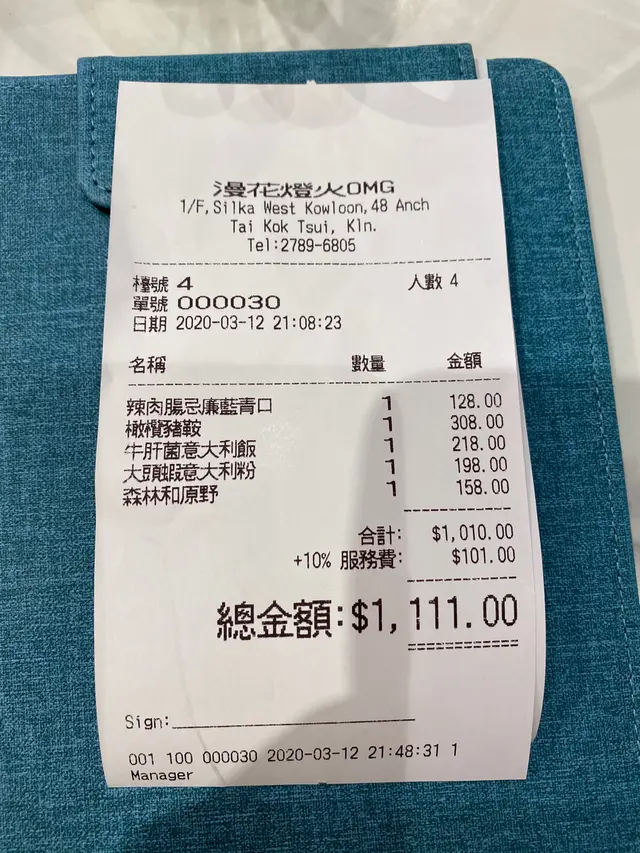 漫花燈火OMG
1/F,Silka West Kowloon,48 Anch
Tai Kok Tsui, Kln.
Tel:2789-6805
檯號 4 人數 4
單號 000030
日期 2020-03-12 21:08:23
名稱 數量 金額
辣肉腸忌廉藍青口 1 128.00
橄欖豬鞍 1 308.00
牛肝菌意大利飯 1 218.00
大頭蝦意大利粉 1 198.00
森林和原野 1 158.00
合計: $1,010.00
+10% 服務費: $101.00
總金額:$1,111.00
Sign:
001 100 000030 2020-03-12 21:48:31 1
Manager